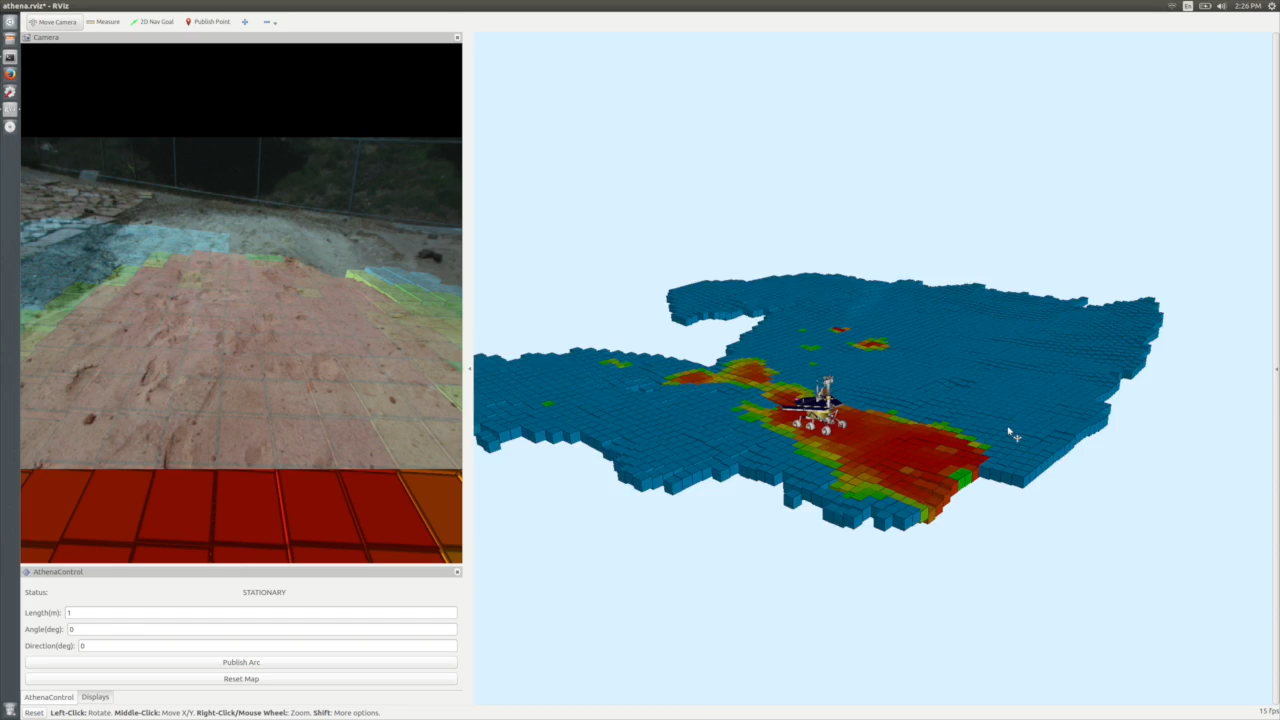 athena.rviz* - RViz
En
2:26 PM
Move Camera
Measure
2D Nav Goal
Publish Point
Camera
AthenaControl
Status: STATIONARY
Length(m): 1
Angle(deg): 0
Direction(deg): 0
Publish Arc
Reset Map
AthenaControl Displays
Reset Left-Click: Rotate. Middle-Click: Move X/Y. Right-Click/Mouse Wheel: Zoom. Shift: More options.
15 fps